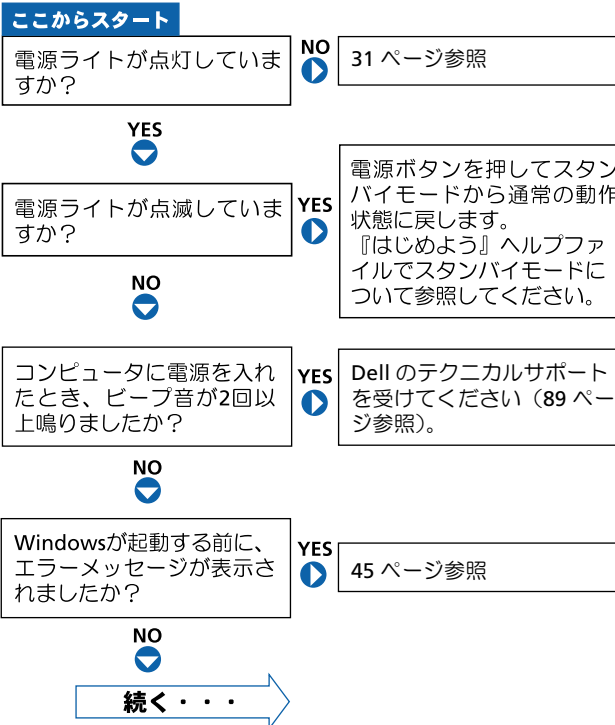 ここからスタート
電源ライトが点灯していま
すか？
NO
31 ページ参照
YES
電源ライトが点滅していま
すか？
YES
電源ボタンを押してスタン
バイモードから通常の動作
状態に戻します。
『はじめよう』ヘルプファ
イルでスタンバイモードに
ついて参照してください。
NO
コンピュータに電源を入れ
たとき、ビープ音が2回以
上鳴りましたか？
YES
Dell のテクニカルサポート
を受けてください（89 ペー
ジ参照）。
NO
Windowsが起動する前に、
エラーメッセージが表示さ
れましたか？
YES
45 ページ参照
NO
続く・・・